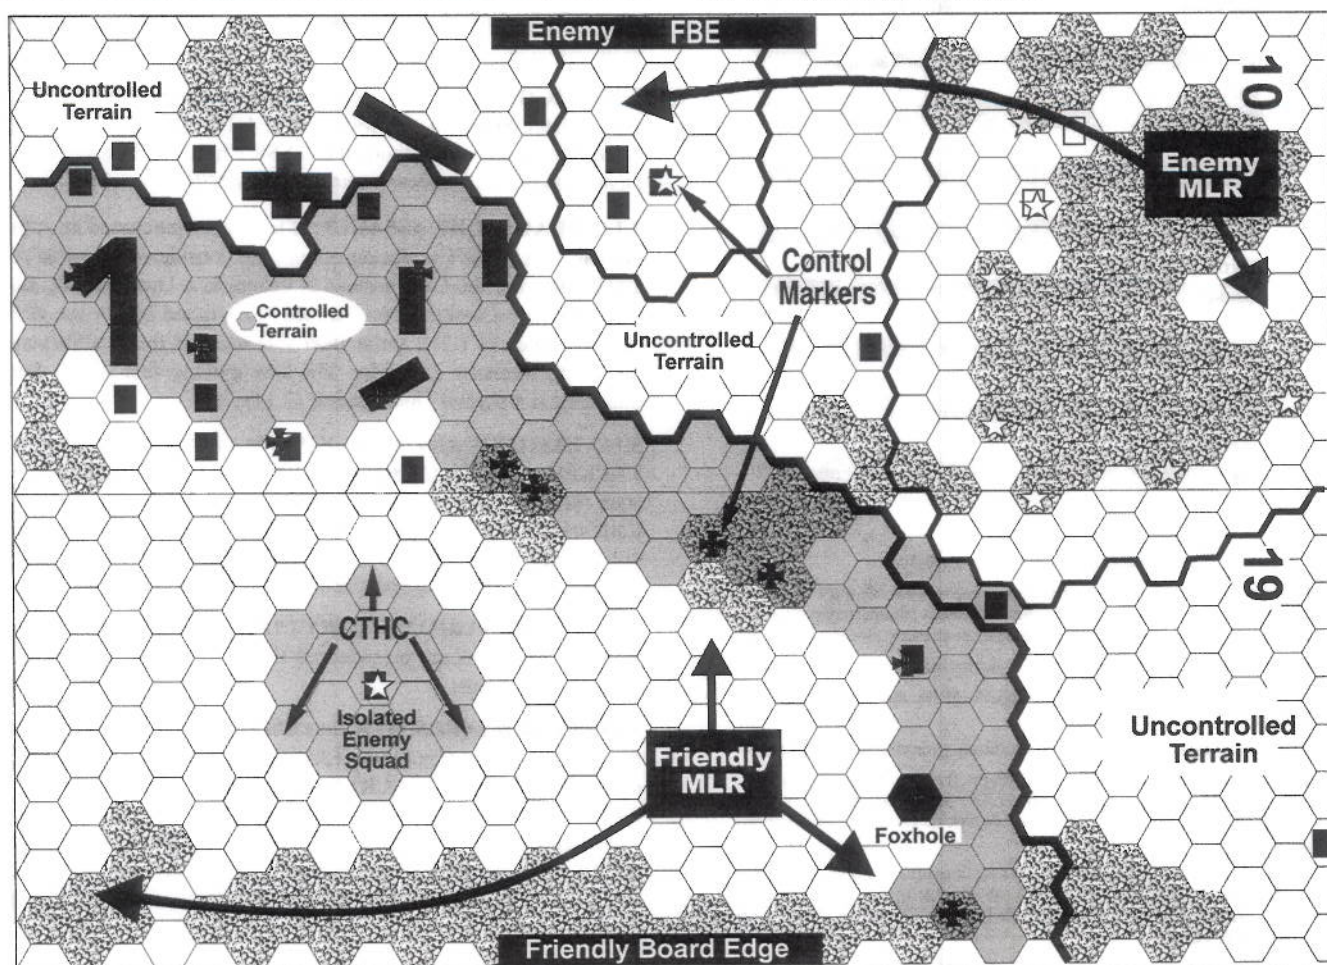 Enemy FBE
Uncontrolled
Terrain
10
Enemy
MLR
Control
Markers
1
Controlled
Terrain
Uncontrolled
Terrain
19
CTHC
Isolated
Enemy
Squad
Friendly
MLR
Uncontrolled
Terrain
Foxhole
Friendly Board Edge